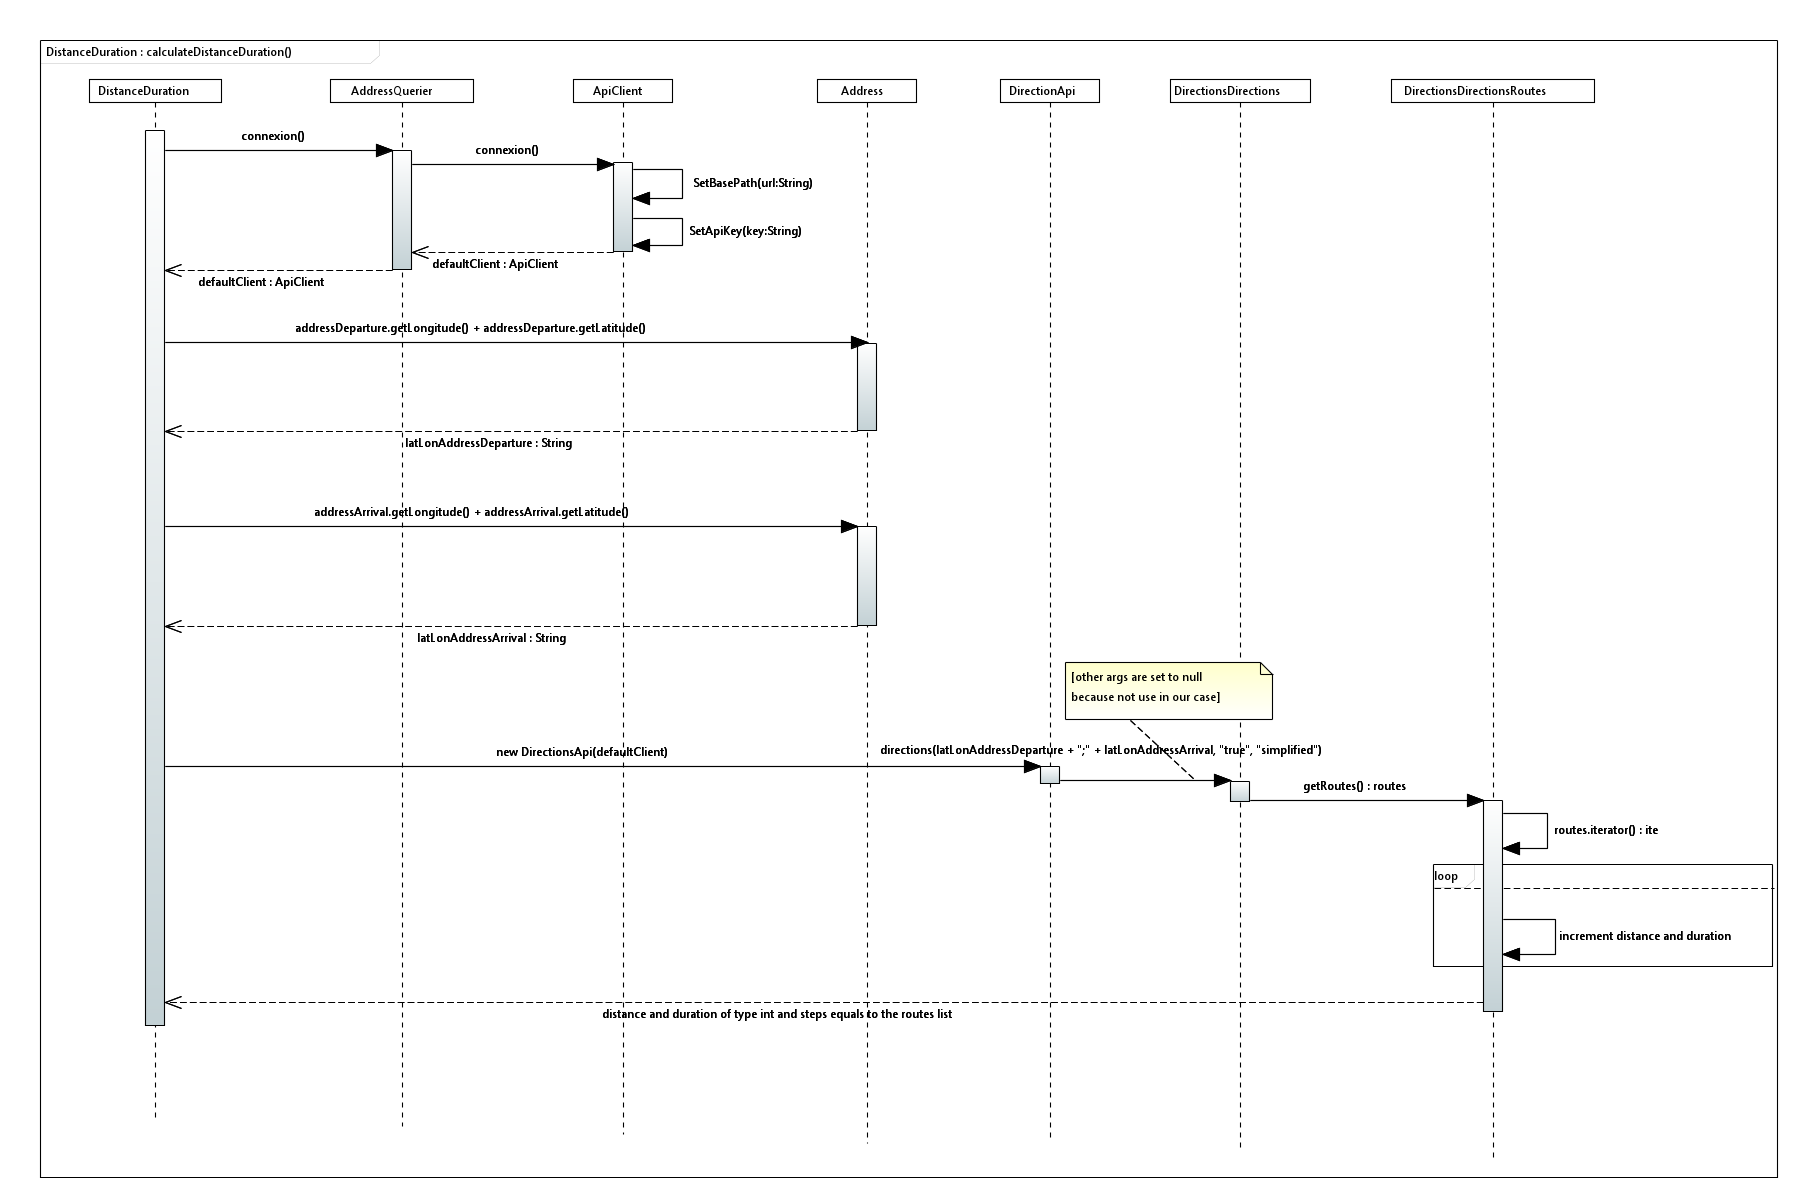 DistanceDuration : calculateDistanceDuration()
DistanceDuration
AddressQuerier
ApiClient
Address
DirectionApi
DirectionsDirections
DirectionsDirectionsRoutes
connexion()
connexion()
SetBasePath(url:String)
SetApiKey(key:String)
defaultClient : ApiClient
defaultClient : ApiClient
addressDeparture.getLongitude() + addressDeparture.getLatitude()
latLonAddressDeparture : String
addressArrival.getLongitude() + addressArrival.getLatitude()
latLonAddressArrival : String
[other args are set to null
because not use in our case]
new DirectionsApi(defaultClient)
directions(latLonAddressDeparture + ";" + latLonAddressArrival, "true", "simplified")
getRoutes() : routes
routes.iterator() : ite
loop
increment distance and duration
distance and duration of type int and steps equals to the routes list